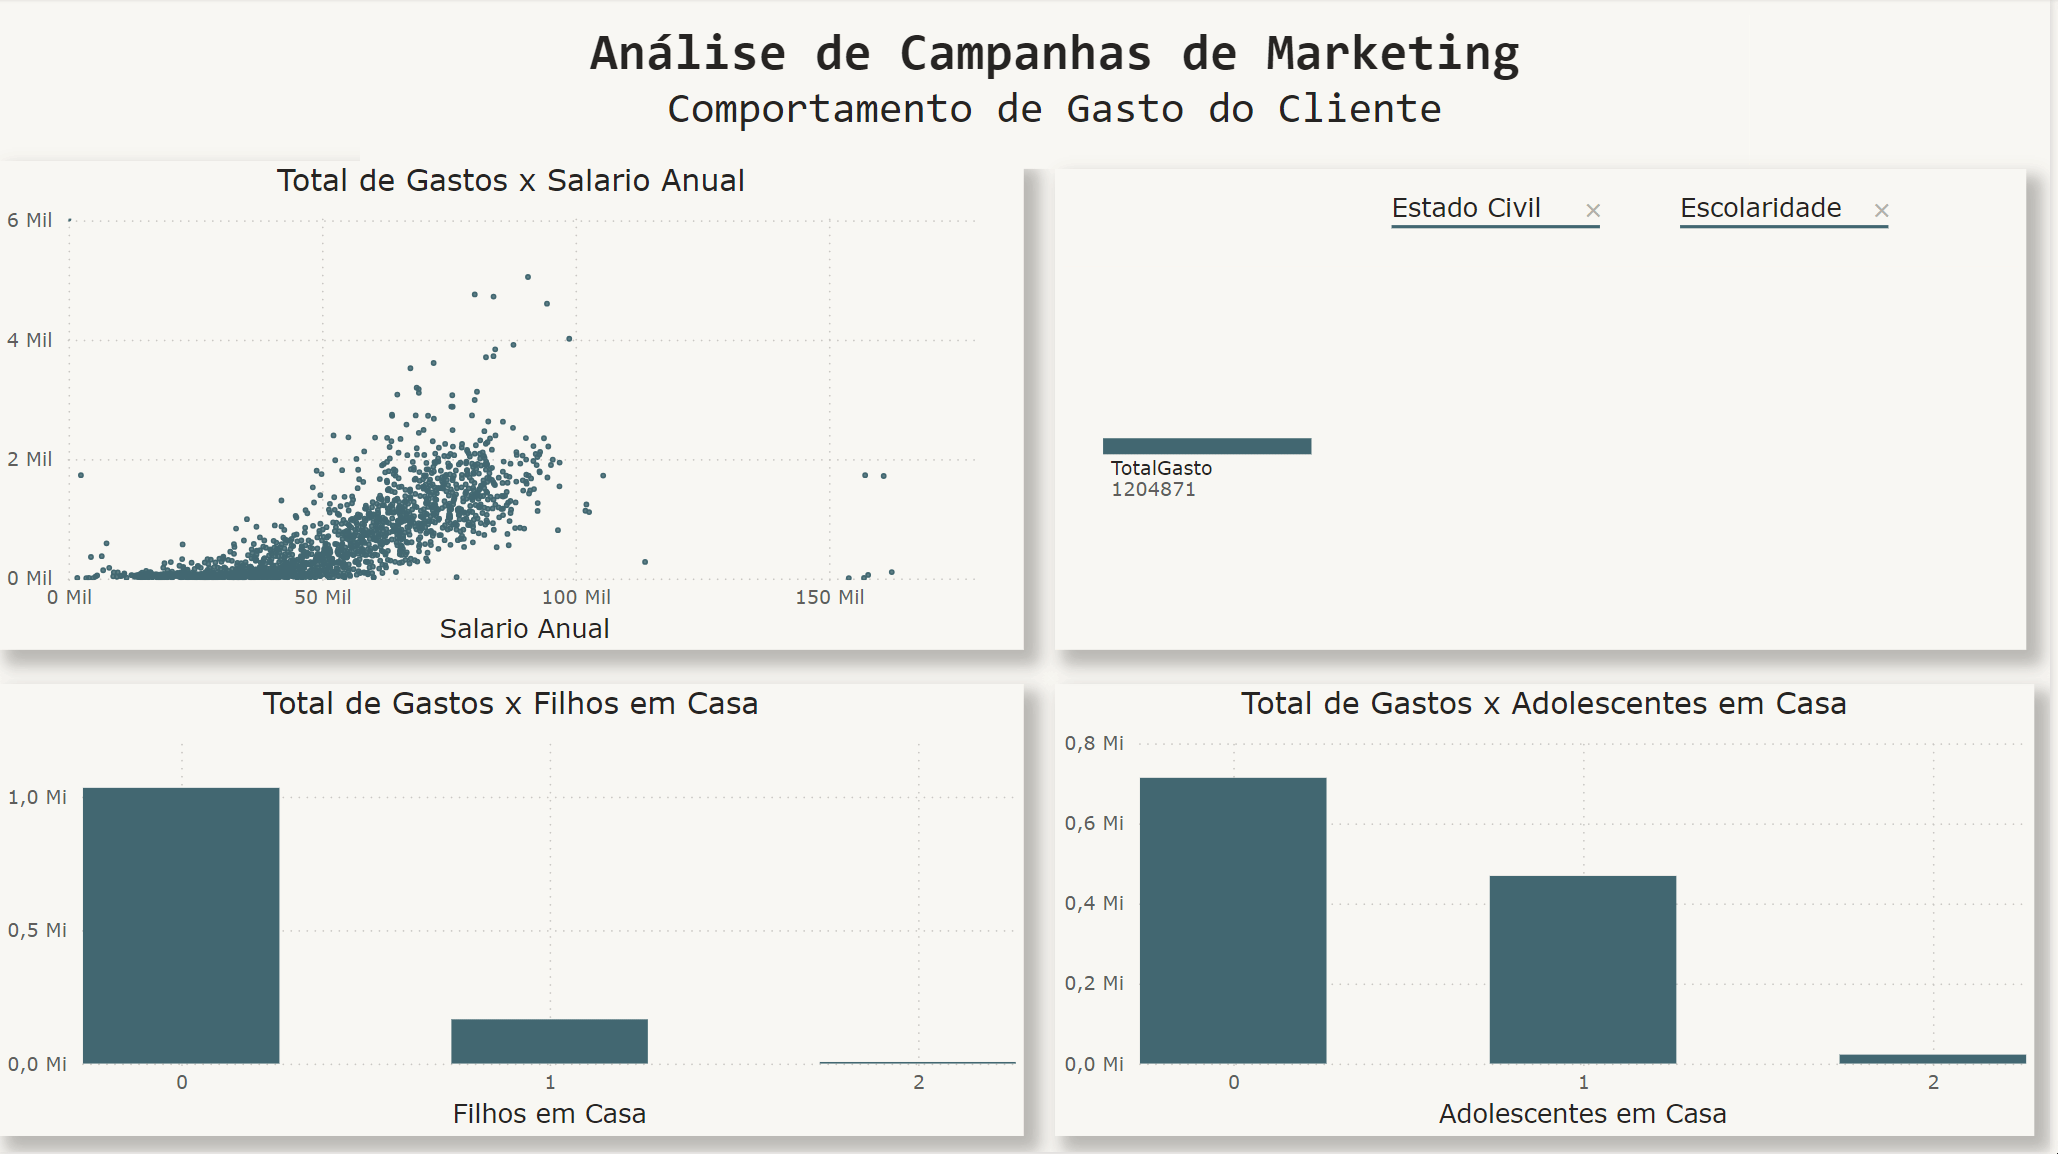 Análise de Campanhas de Marketing
Comportamento de Gasto do Cliente
Total de Gastos x Salario Anual
6 Mil
4 Mil
2 Mil
0 Mil
0 Mil 50 Mil 100 Mil 150 Mil
Salario Anual
Estado Civil × Escolaridade ×
TotalGasto
1204871
Total de Gastos x Filhos em Casa
1,0 Mi
0,5 Mi
0,0 Mi
0 1 2
Filhos em Casa
Total de Gastos x Adolescentes em Casa
0,8 Mi
0,6 Mi
0,4 Mi
0,2 Mi
0,0 Mi
0 1 2
Adolescentes em Casa